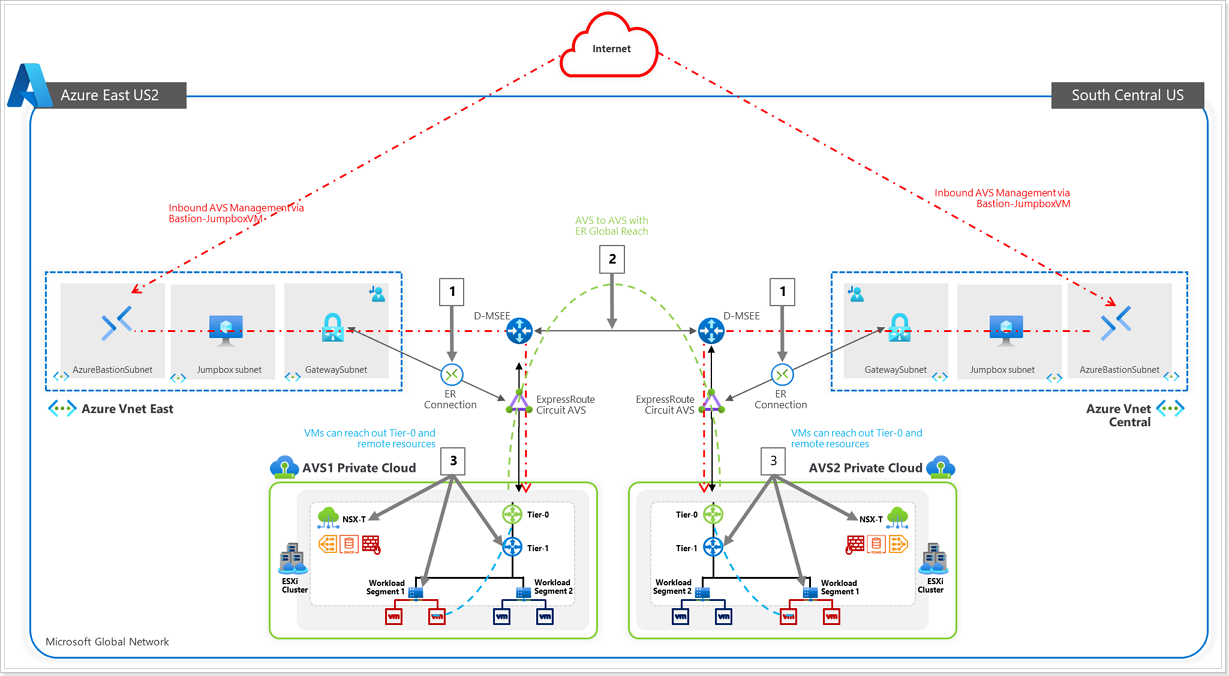 Internet
Azure East US2
South Central US
Inbound AVS Management via
Bastion-JumpboxVM
Inbound AVS Management via
Bastion-JumpboxVM
AVS to AVS with
ER Global Reach
2
1
1
D-MSEE
D-MSEE
AzureBastionSubnet
Jumpbox subnet
GatewaySubnet
GatewaySubnet
Jumpbox subnet
AzureBastionSubnet
ER
Connection
ER
Connection
ExpressRoute
Circuit AVS
ExpressRoute
Circuit AVS
Azure Vnet East
Azure Vnet
Central
VMs can reach out Tier-0 and
remote resources
VMs can reach out Tier-0 and
remote resources
AVS1 Private Cloud
3
3
AVS2 Private Cloud
NSX-T
Tier-0
Tier-0
NSX-T
Tier-1
Tier-1
ESXi
Cluster
ESXi
Cluster
Workload
Segment 1
Workload
Segment 2
Workload
Segment 2
Workload
Segment 1
vm
vm
vm
vm
vm
vm
vm
vm
Microsoft Global Network